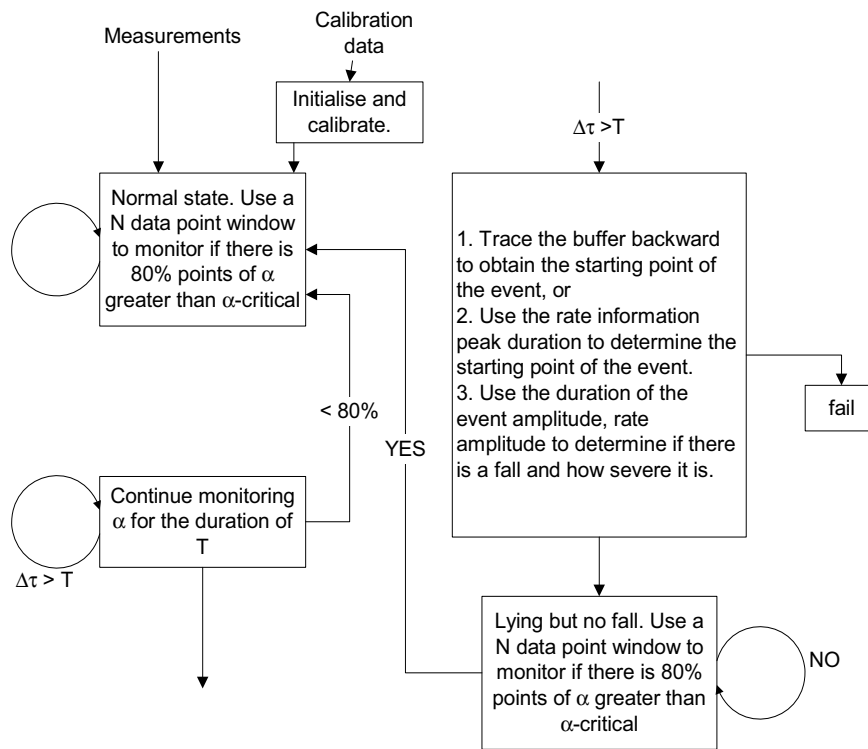 Measurements
Calibration
data
Initialise and
calibrate.
Normal state. Use a
N data point window
to monitor if there is
80% points of α
greater than α-critical
< 80%
Continue monitoring
α for the duration of
T
Δτ > T
YES
Δτ >T
1. Trace the buffer backward
to obtain the starting point of
the event, or
2. Use the rate information
peak duration to determine the
starting point of the event.
3. Use the duration of the
event amplitude, rate
amplitude to determine if there
is a fall and how severe it is.
fail
Lying but no fall. Use a
N data point window to
monitor if there is 80%
points of α greater than
α-critical
NO